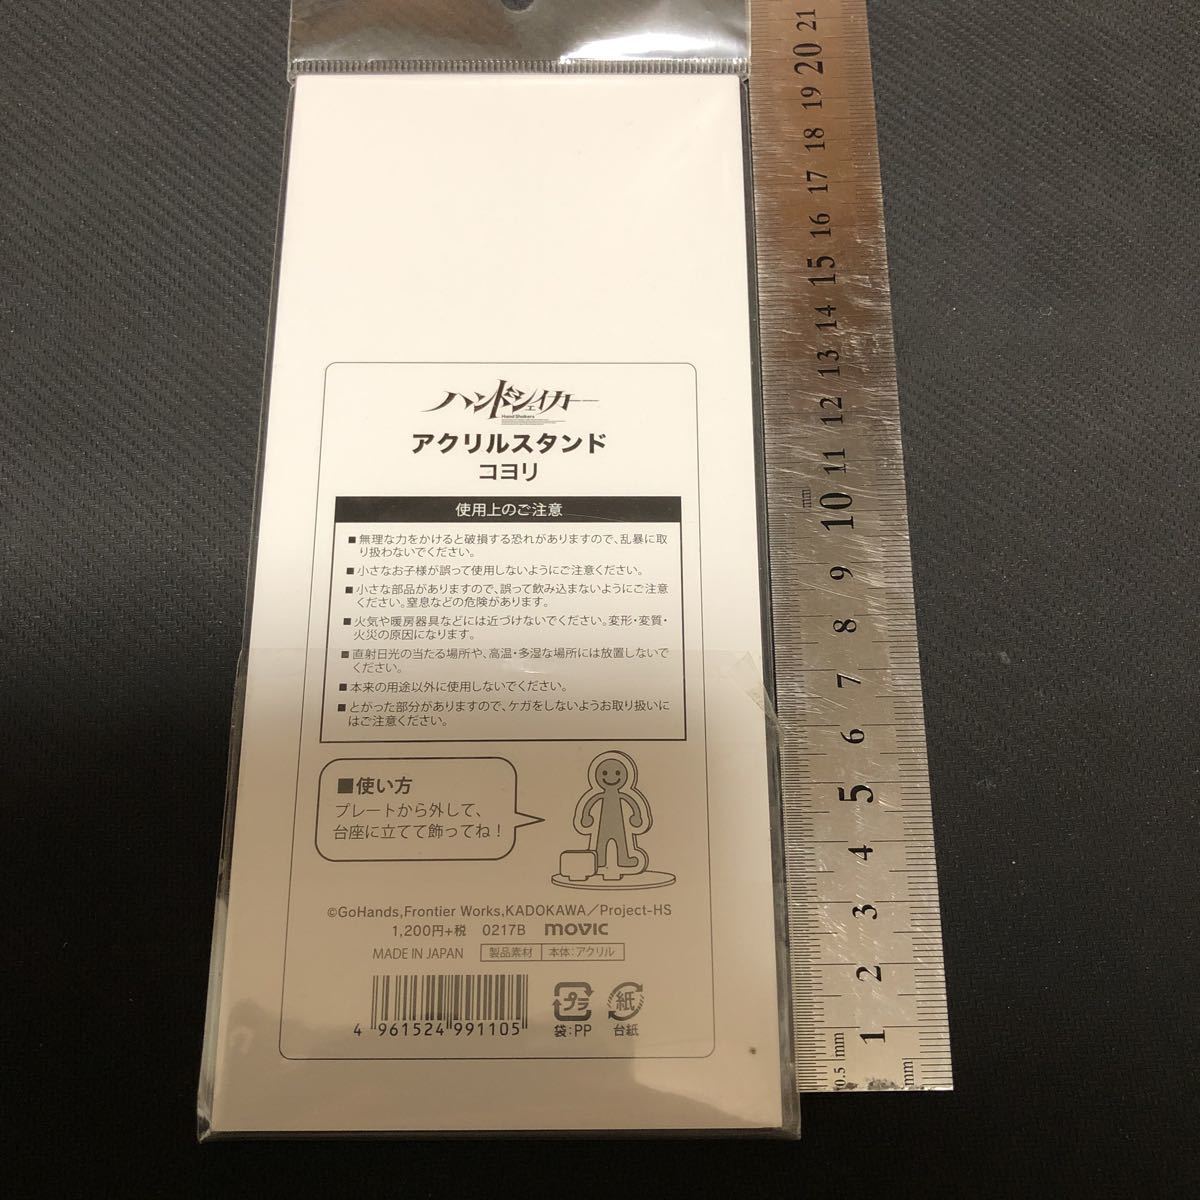 ハンドシェイカー
Hand Shakers
アクリルスタンド
コヨリ
使用上のご注意
■無理な力をかけると破損する恐れがありますので、乱暴に取
り扱わないでください。
■小さなお子様が誤って使用しないようにご注意ください。
■小さな部品がありますので、誤って飲み込まないようにご注意
ください。窒息などの危険があります。
■火気や暖房器具などには近づけないでください。変形・変質・
火災の原因になります。
■直射日光の当たる場所や、高温・多湿な場所には放置しないで
ください。
■本来の用途以外に使用しないでください。
■とがった部分がありますので、ケガをしないようお取り扱いに
はご注意ください。
■使い方
プレートから外して、
台座に立てて飾ってね！
©GoHands,Frontier Works,KADOKAWA／Project-HS
1,200円+税 0217B movic
MADE IN JAPAN 製品素材 本体：アクリル
4 961524 991105
プラ
袋：PP
紙
台紙
21
20
19
18
17
16
15
14
13
12
11
mm
10
9
8
7
6
5
4
3
2
1
mm
0.5
mm